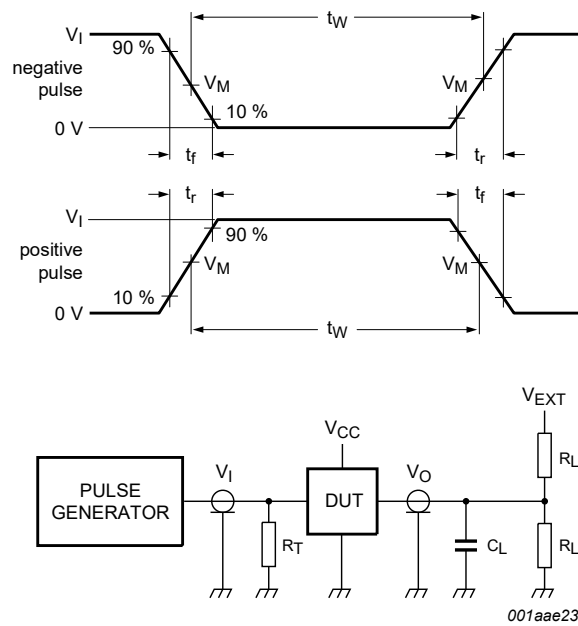 V_I
t_W
90 %
negative
pulse
V_M
V_M
10 %
0 V
t_f
t_r
t_r
t_f
V_I
90 %
positive
pulse
V_M
V_M
10 %
0 V
t_W
V_EXT
V_CC
R_L
V_I
V_O
PULSE
GENERATOR
DUT
R_T
C_L
R_L
001aae23